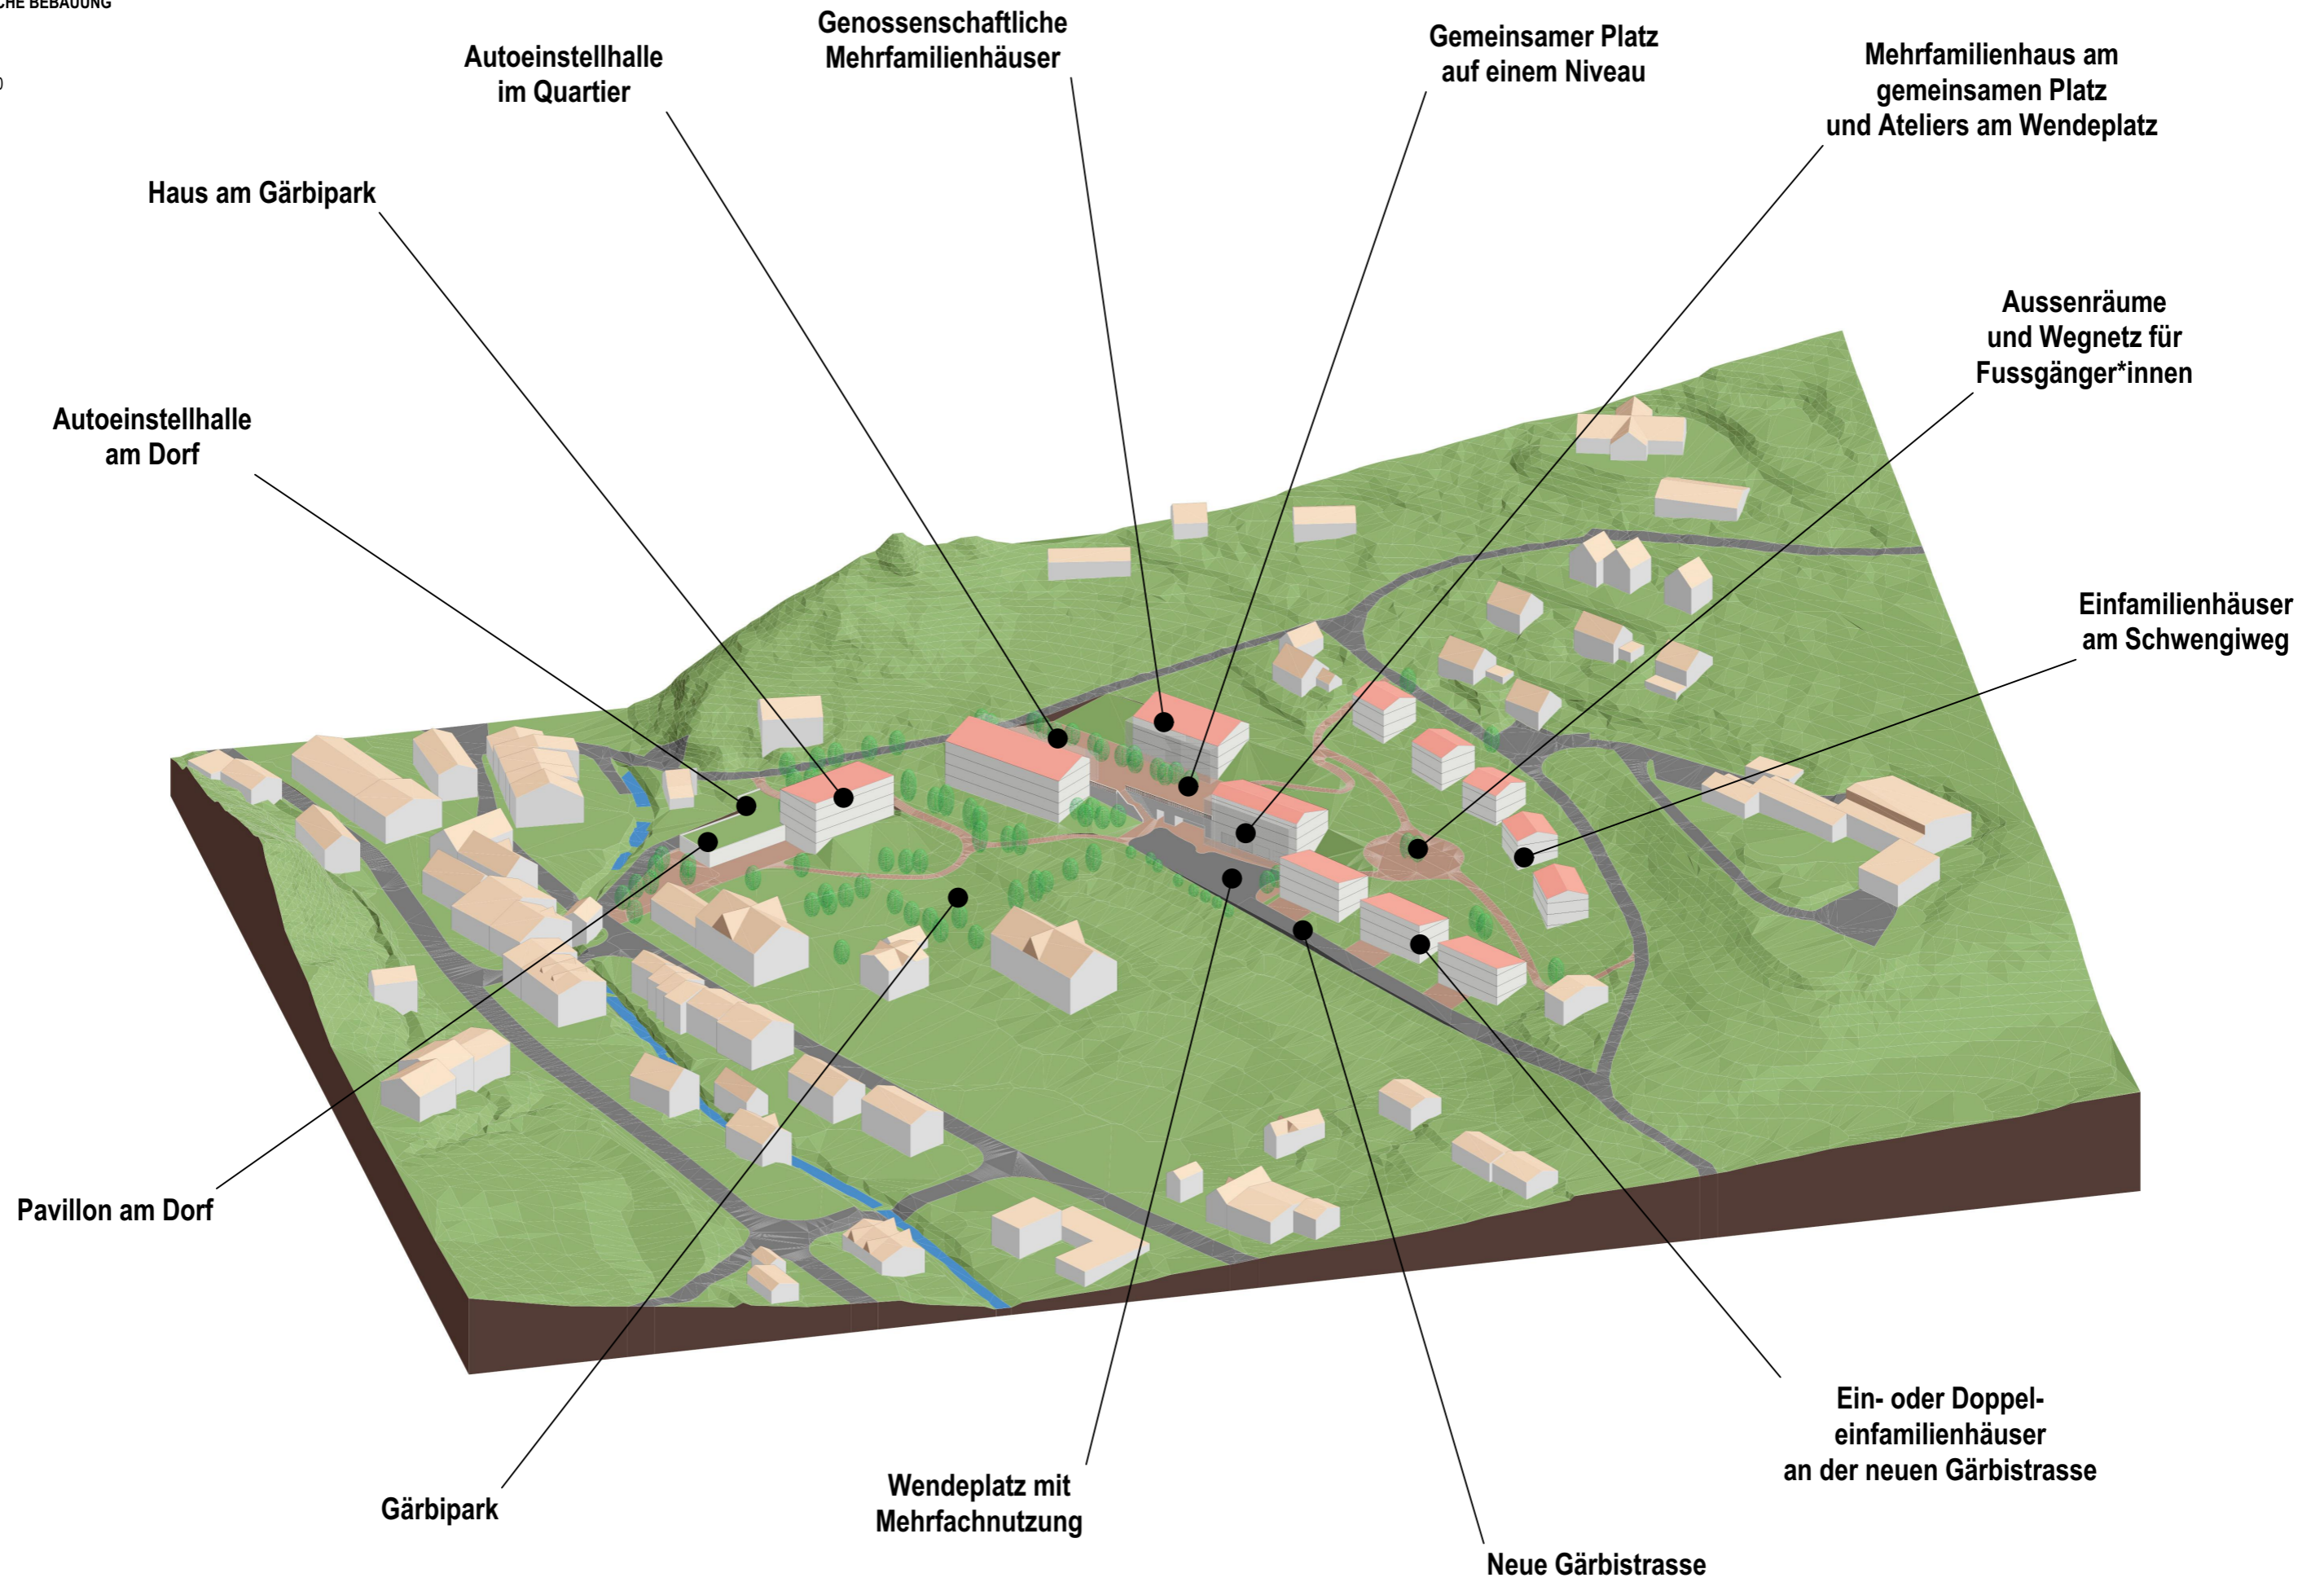 BEBAUUNG
Genossenschaftliche
Mehrfamilienhäuser
Gemeinsamer Platz
auf einem Niveau
Autoeinstellhalle
im Quartier
Mehrfamilienhaus am
gemeinsamen Platz
und Ateliers am Wendeplatz
Haus am Gärbipark
Aussenräume
und Wegnetz für
Fussgänger*innen
Autoeinstellhalle
am Dorf
Einfamilienhäuser
am Schwengiweg
Pavillon am Dorf
Ein- oder Doppel-
einfamilienhäuser
an der neuen Gärbistrasse
Gärbipark
Wendeplatz mit
Mehrfachnutzung
Neue Gärbistrasse